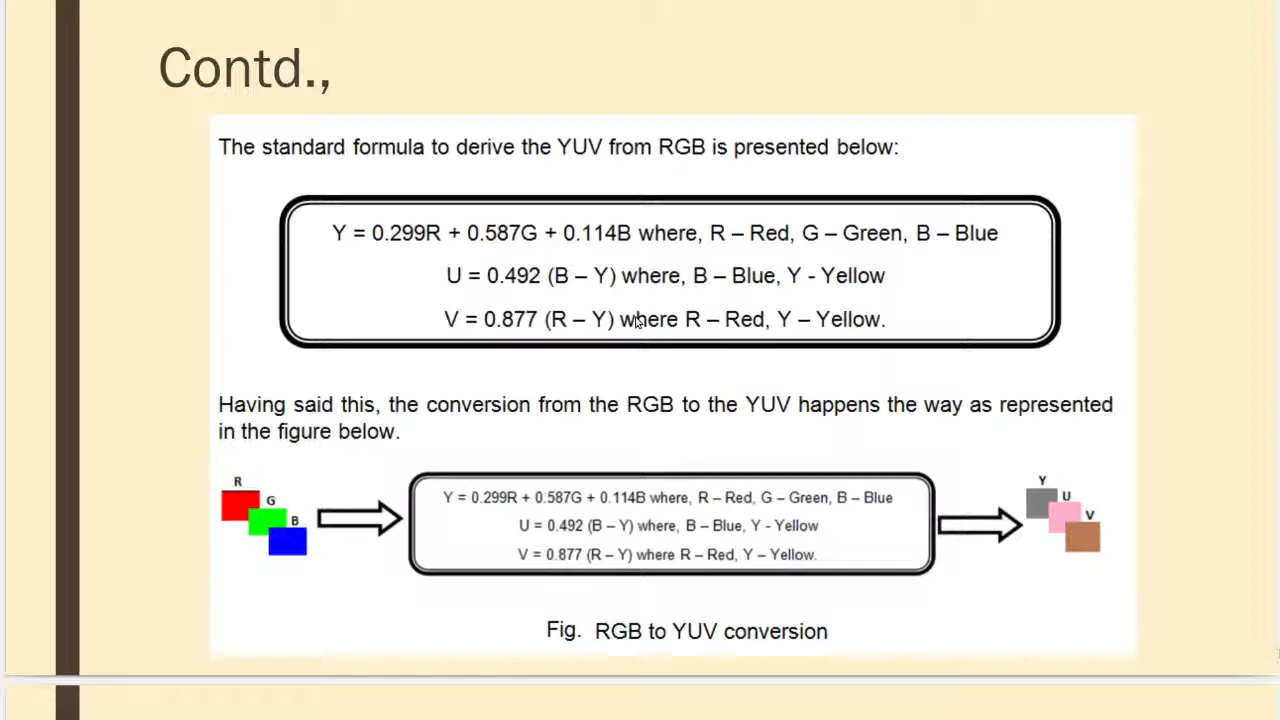 Contd.,
The standard formula to derive the YUV from RGB is presented below:
Y = 0.299R + 0.587G + 0.114B where, R – Red, G – Green, B – Blue
U = 0.492 (B – Y) where, B – Blue, Y - Yellow
V = 0.877 (R – Y) where R – Red, Y – Yellow.
Having said this, the conversion from the RGB to the YUV happens the way as represented
in the figure below.
R
G
B
Y = 0.299R + 0.587G + 0.114B where, R – Red, G – Green, B – Blue
U = 0.492 (B – Y) where, B – Blue, Y - Yellow
V = 0.877 (R – Y) where R – Red, Y – Yellow.
Y
U
V
Fig. RGB to YUV conversion